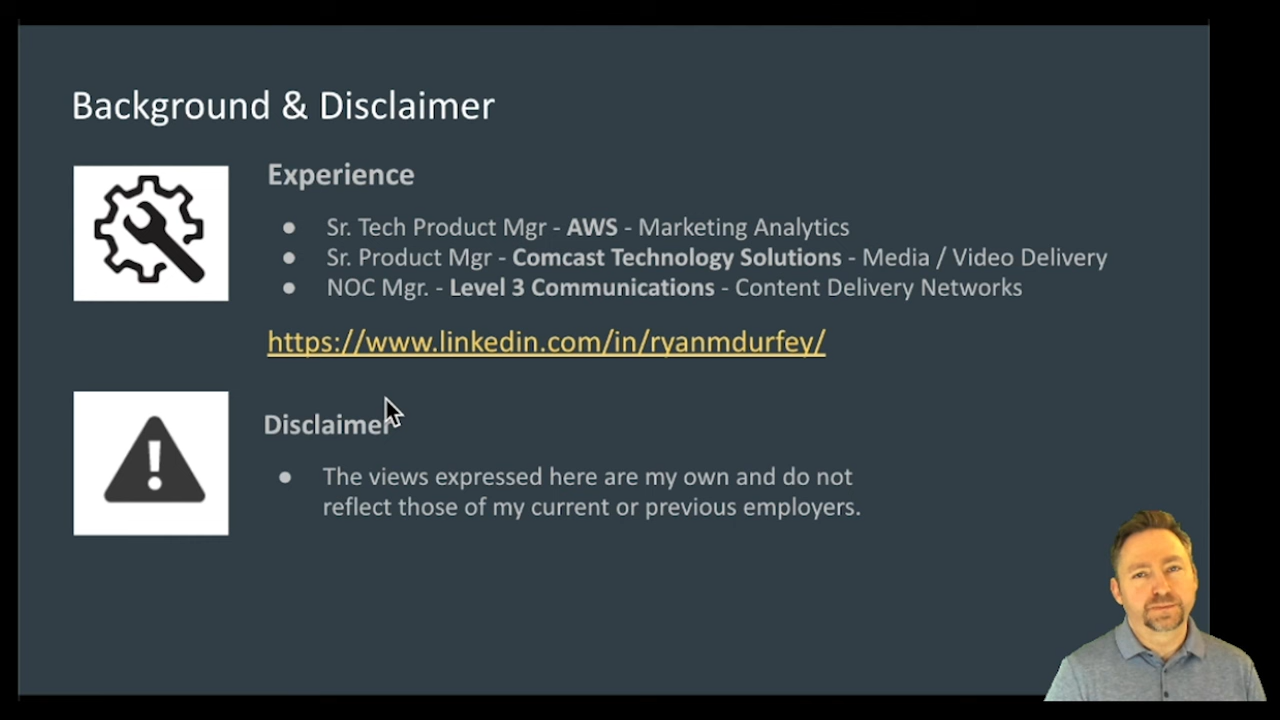 Background & Disclaimer
Experience
● Sr. Tech Product Mgr - AWS - Marketing Analytics
● Sr. Product Mgr - Comcast Technology Solutions - Media / Video Delivery
● NOC Mgr. - Level 3 Communications - Content Delivery Networks
https://www.linkedin.com/in/ryanmdurfey/
Disclaimer
● The views expressed here are my own and do not
reflect those of my current or previous employers.